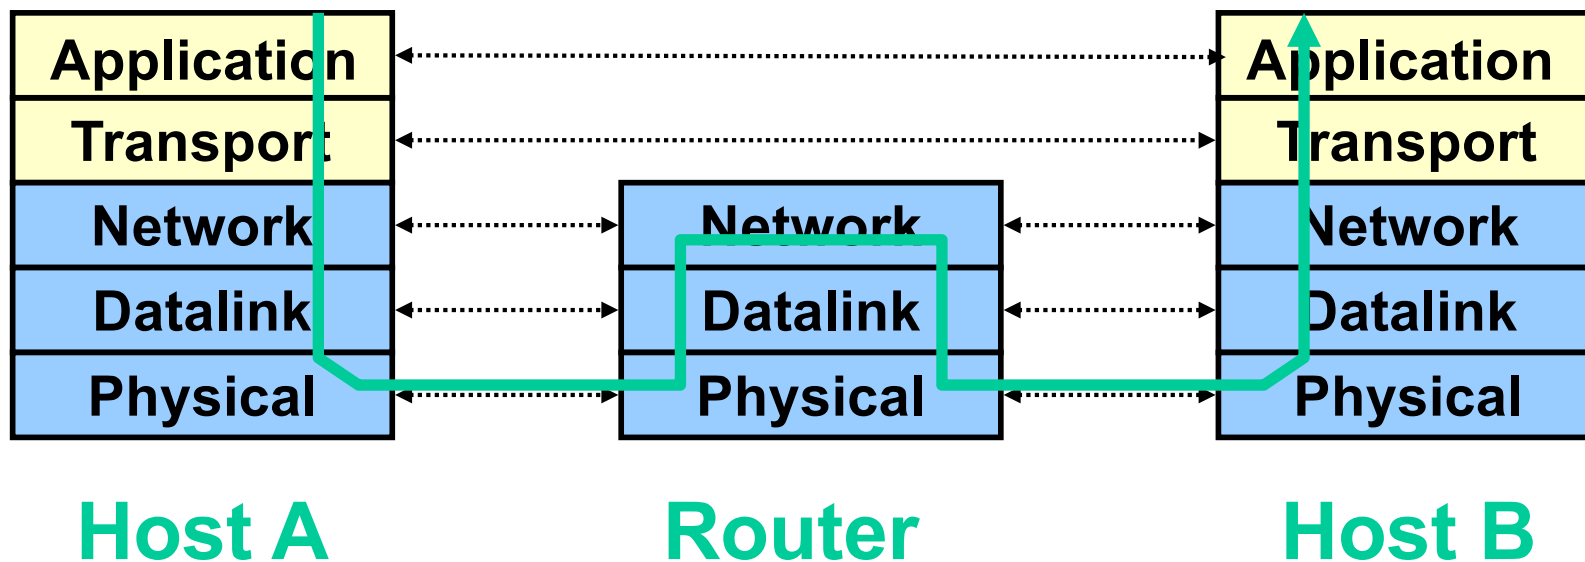 Application
Transport
Network
Datalink
Physical
Host A
Network
Datalink
Physical
Router
Application
Transport
Network
Datalink
Physical
Host B